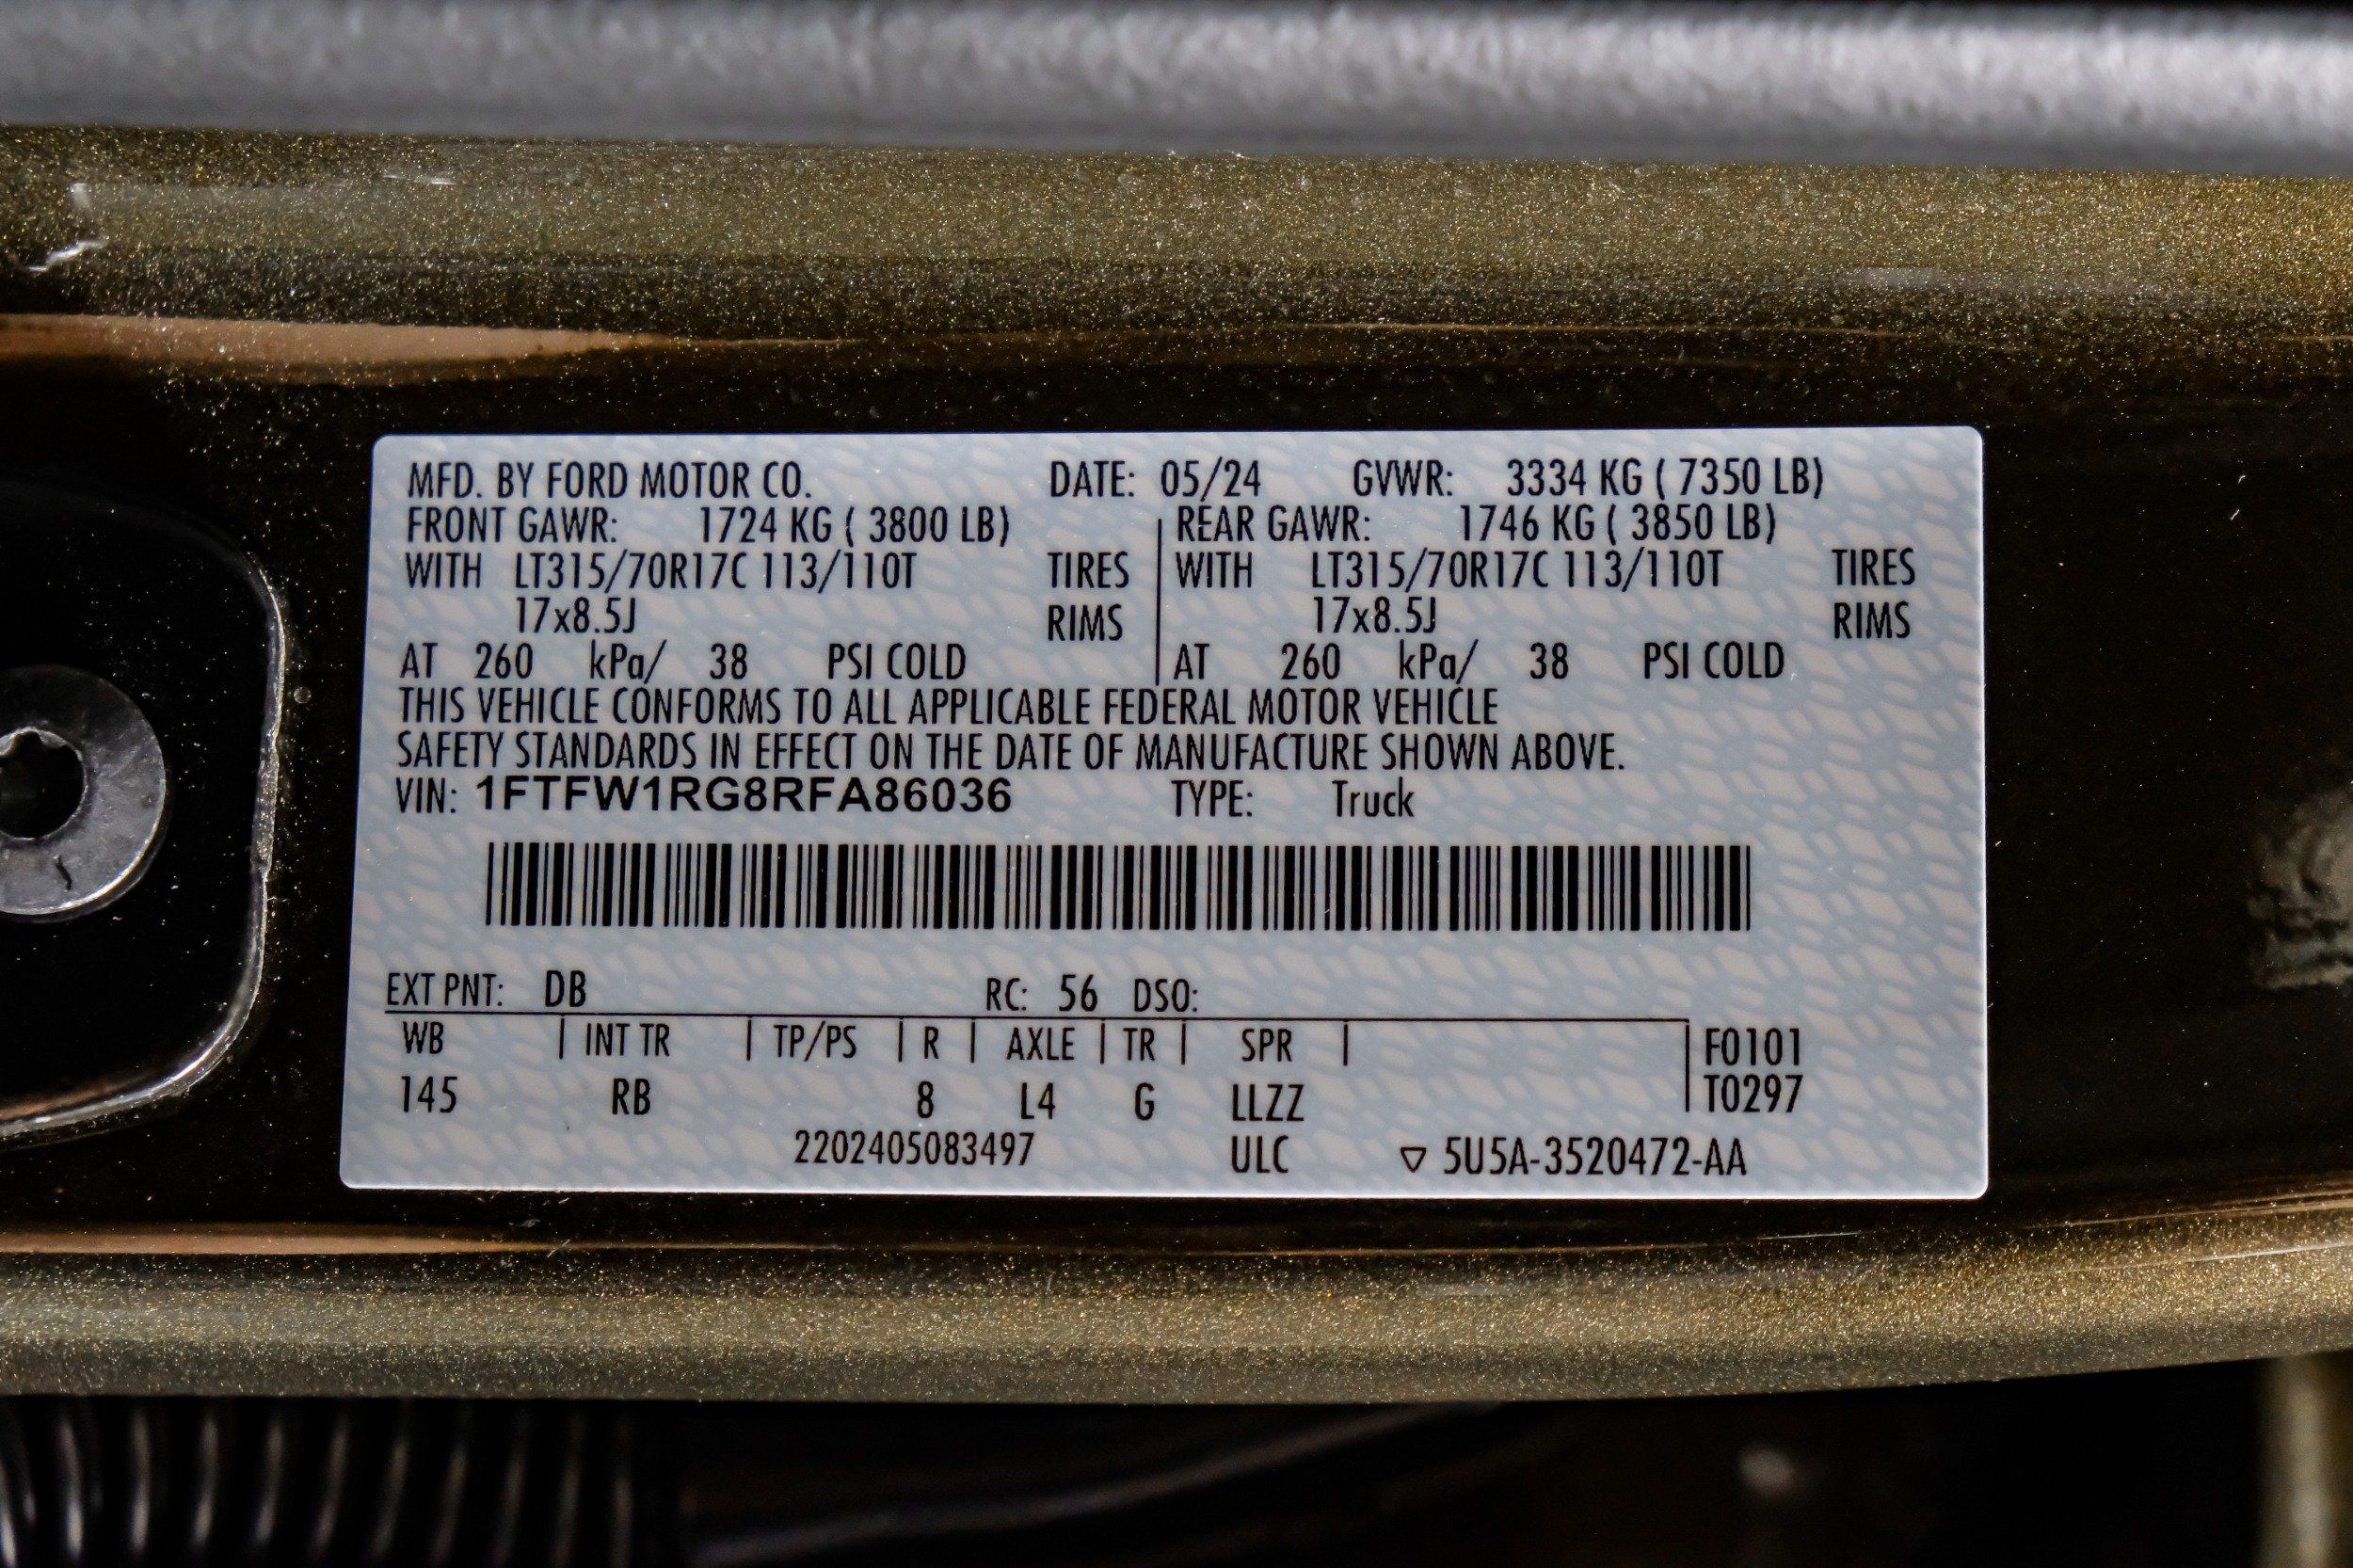 MFD. BY FORD MOTOR CO. DATE: 05/24 GVWR: 3334 KG ( 7350 LB)
FRONT GAWR: 1724 KG ( 3800 LB) REAR GAWR: 1746 KG ( 3850 LB)
WITH LT315/70R17C 113/110T TIRES WITH LT315/70R17C 113/110T TIRES
17x8.5J RIMS 17x8.5J RIMS
AT 260 kPa/ 38 PSI COLD AT 260 kPa/ 38 PSI COLD
THIS VEHICLE CONFORMS TO ALL APPLICABLE FEDERAL MOTOR VEHICLE
SAFETY STANDARDS IN EFFECT ON THE DATE OF MANUFACTURE SHOWN ABOVE.
VIN: 1FTFW1RG8RFA86036 TYPE: Truck
EXT PNT: DB RC: 56 DSO:
WB | INT TR | TP/PS | R | AXLE | TR | SPR | F0101
145 RB 8 L4 G LLZZ T0297
2202405083497 ULC ▽ 5U5A-3520472-AA